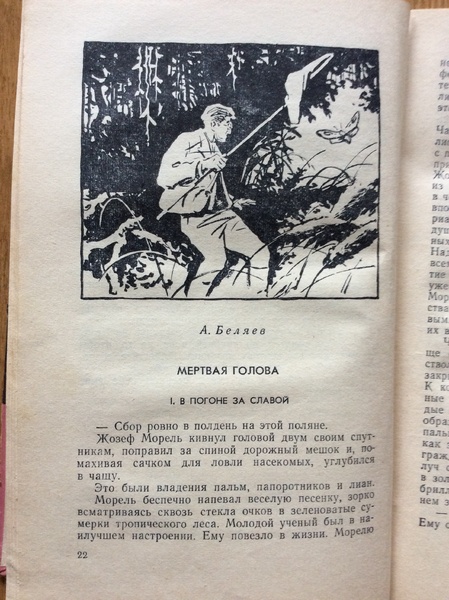 А. Беляев
МЕРТВАЯ ГОЛОВА
I. В ПОГОНЕ ЗА СЛАВОЙ
— Сбор ровно в полдень на этой поляне.
Жозеф Морель кивнул головой двум своим спут-
никам, поправил за спиной дорожный мешок и, по-
махивая сачком для ловли насекомых, углубился
в чащу.
Это были владения пальм, папоротников и лиан.
Морель беспечно напевал веселую песенку, зорко
всматриваясь сквозь стекла очков в зеленоватые су-
мерки тропического леса. Молодой ученый был в на-
илучшем настроении. Ему повезло в жизни. Морелю
22